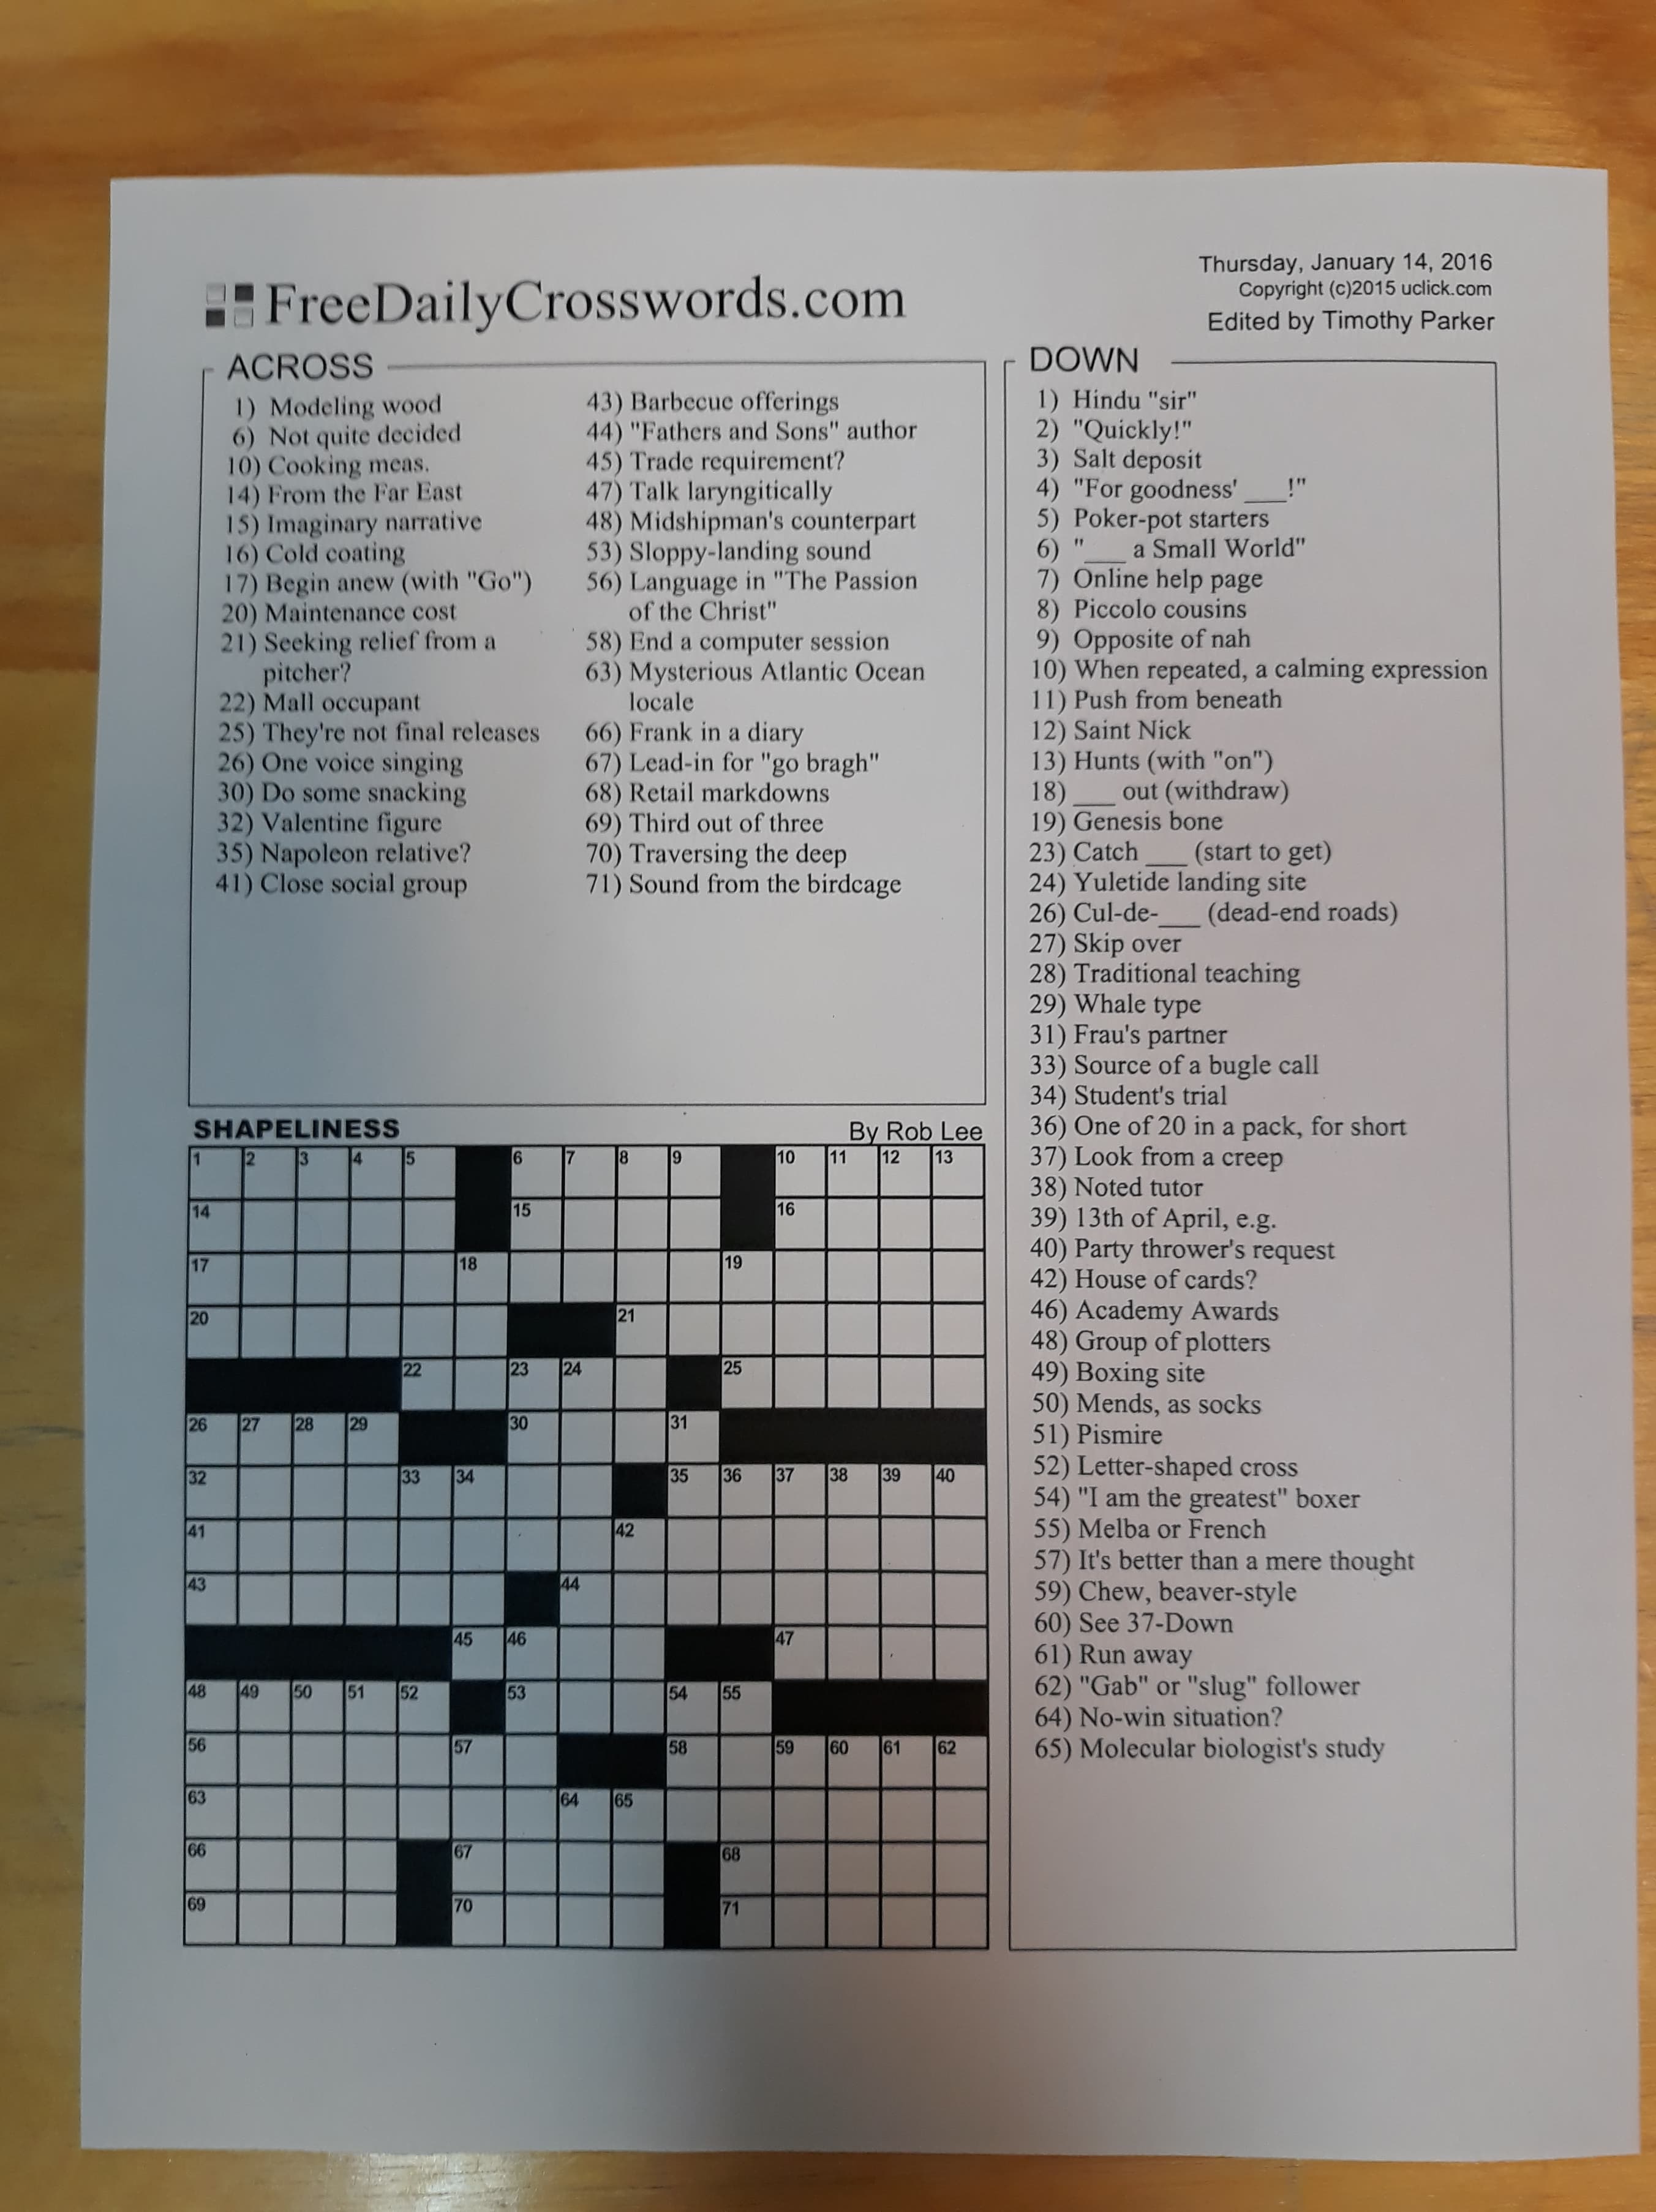 FreeDailyCrosswords.com
Thursday, January 14, 2016
Copyright (c)2015 uclick.com
Edited by Timothy Parker
ACROSS
1) Modeling wood
6) Not quite decided
10) Cooking meas.
14) From the Far East
15) Imaginary narrative
16) Cold coating
17) Begin anew (with "Go")
20) Maintenance cost
21) Seeking relief from a
pitcher?
22) Mall occupant
25) They're not final releases
26) One voice singing
30) Do some snacking
32) Valentine figure
35) Napoleon relative?
41) Close social group
43) Barbecue offerings
44) "Fathers and Sons" author
45) Trade requirement?
47) Talk laryngitically
48) Midshipman's counterpart
53) Sloppy-landing sound
56) Language in "The Passion
of the Christ"
58) End a computer session
63) Mysterious Atlantic Ocean
locale
66) Frank in a diary
67) Lead-in for "go bragh"
68) Retail markdowns
69) Third out of three
70) Traversing the deep
71) Sound from the birdcage
DOWN
1) Hindu "sir"
2) "Quickly!"
3) Salt deposit
4) "For goodness' ___!"
5) Poker-pot starters
6) "___ a Small World"
7) Online help page
8) Piccolo cousins
9) Opposite of nah
10) When repeated, a calming expression
11) Push from beneath
12) Saint Nick
13) Hunts (with "on")
18) ___ out (withdraw)
19) Genesis bone
23) Catch ___ (start to get)
24) Yuletide landing site
26) Cul-de-___ (dead-end roads)
27) Skip over
28) Traditional teaching
29) Whale type
31) Frau's partner
33) Source of a bugle call
34) Student's trial
36) One of 20 in a pack, for short
37) Look from a creep
38) Noted tutor
39) 13th of April, e.g.
40) Party thrower's request
42) House of cards?
46) Academy Awards
48) Group of plotters
49) Boxing site
50) Mends, as socks
51) Pismire
52) Letter-shaped cross
54) "I am the greatest" boxer
55) Melba or French
57) It's better than a mere thought
59) Chew, beaver-style
60) See 37-Down
61) Run away
62) "Gab" or "slug" follower
64) No-win situation?
65) Molecular biologist's study
SHAPELINESS
By Rob Lee
1 2 3 4 5 6 7 8 9 10 11 12 13
14 15 16
17 18 19
20 21
22 23 24 25
26 27 28 29 30 31
32 33 34 35 36 37 38 39 40
41 42
43 44
45 46 47
48 49 50 51 52 53 54 55
56 57 58 59 60 61 62
63 64 65
66 67 68
69 70 71